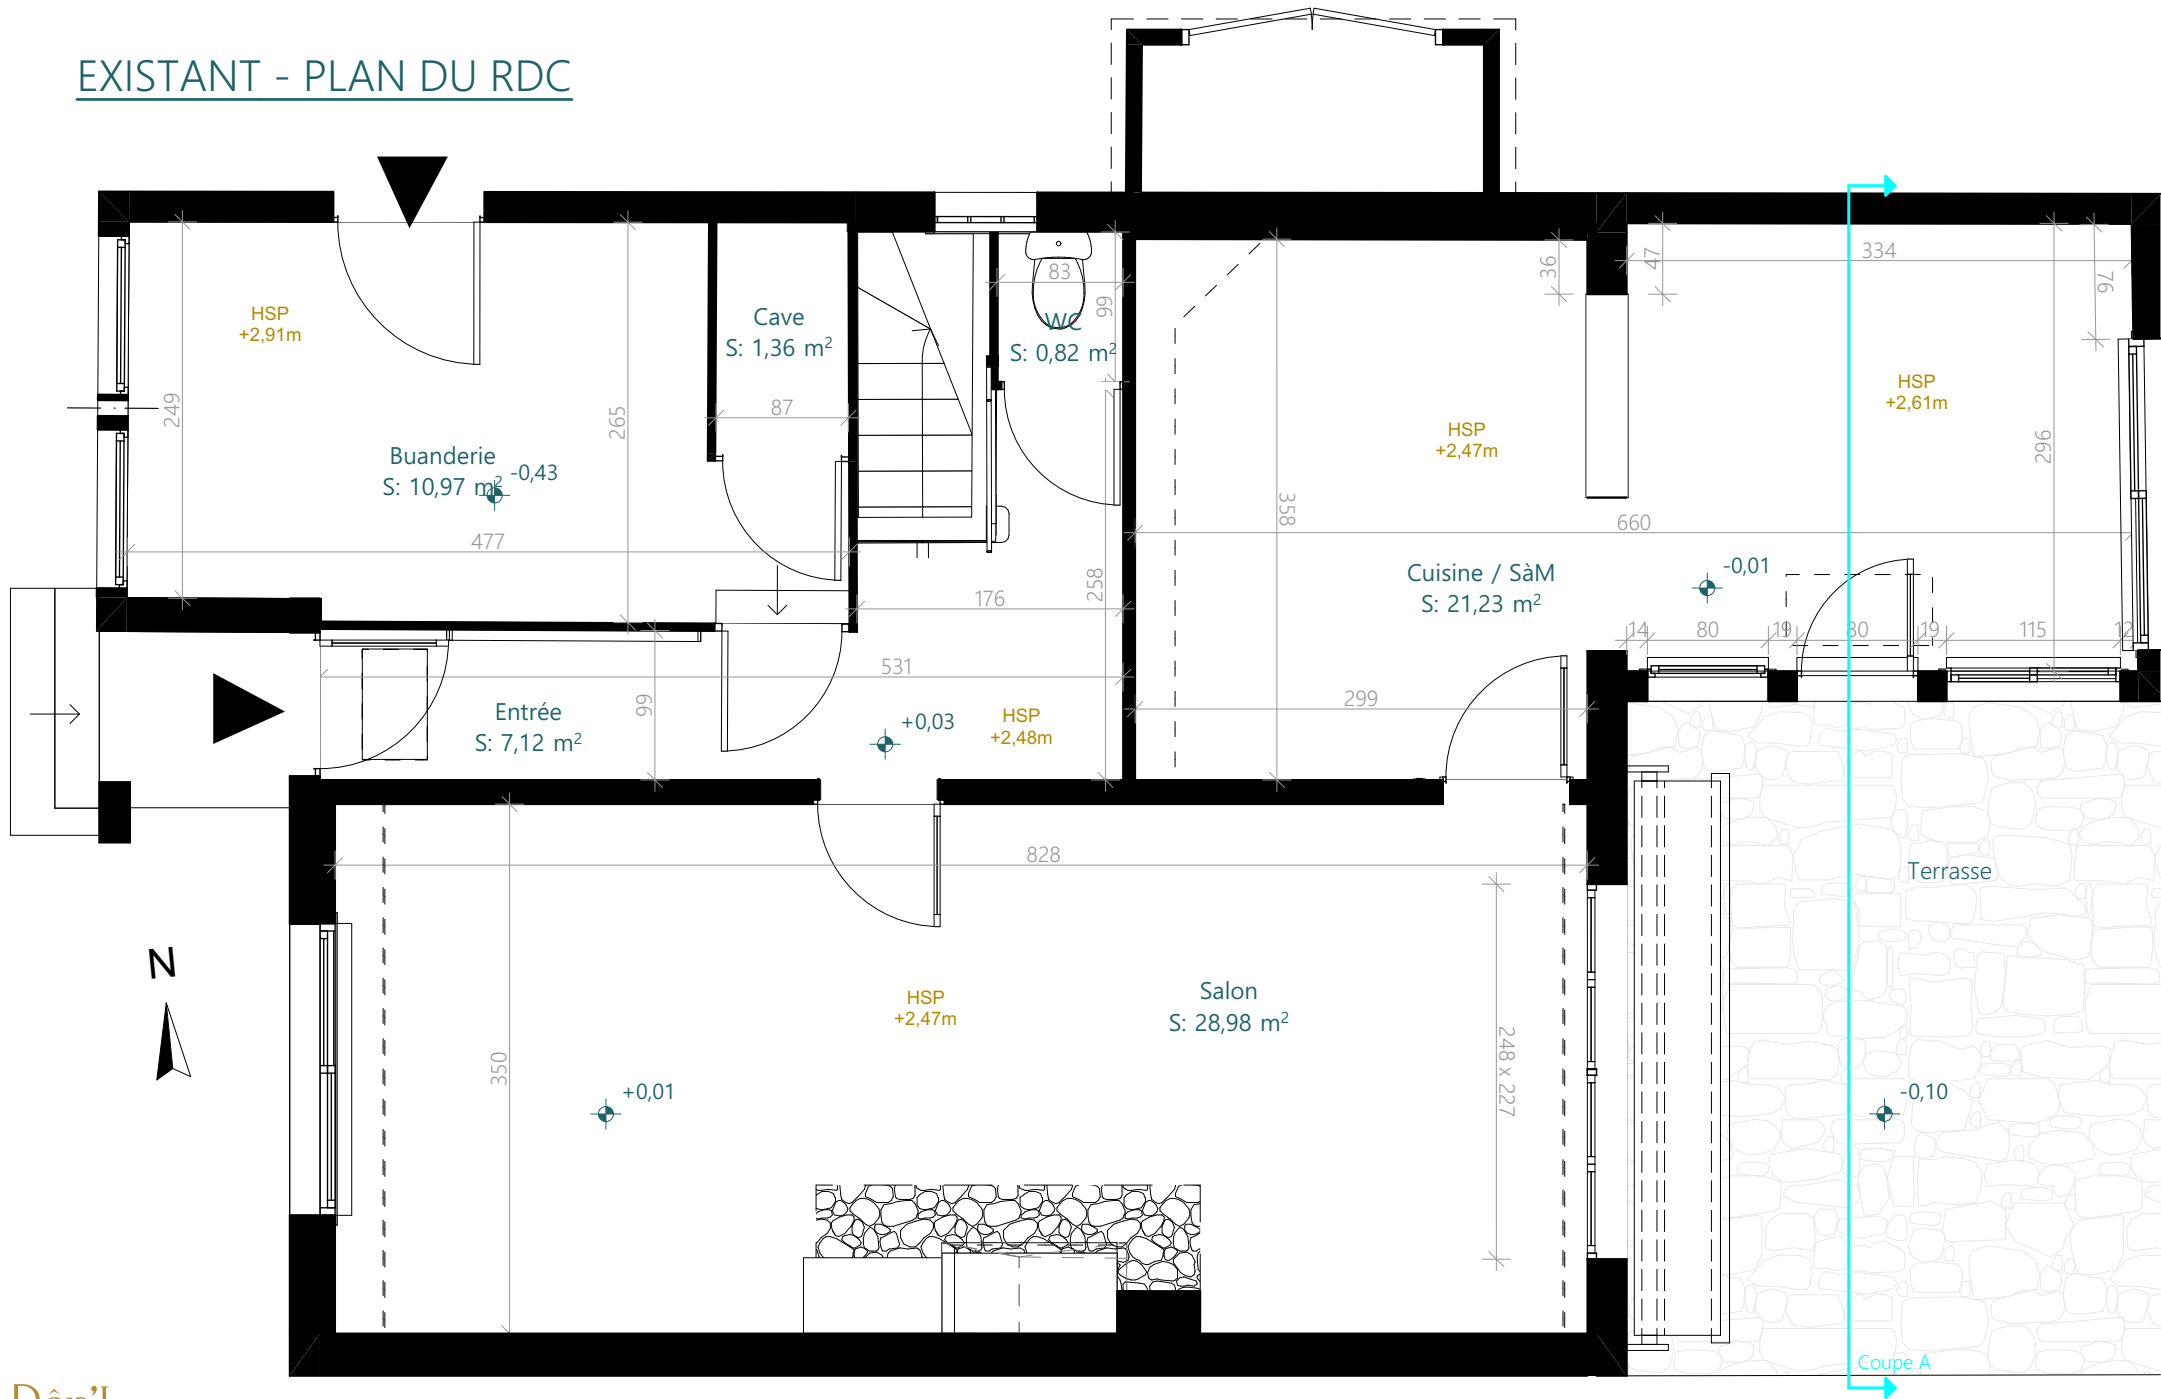 EXISTANT - PLAN DU RDC
HSP
+2,91m
249
265
Buanderie
S: 10,97 m²
-0,43
477
Cave
S: 1,36 m²
87
83
99
WC
S: 0,82 m²
176
258
531
Entrée
S: 7,12 m²
99
+0,03
HSP
+2,48m
358
36
47
334
76
HSP
+2,47m
HSP
+2,61m
296
660
Cuisine / SàM
S: 21,23 m²
-0,01
299
14
80
19
80
19
115
12
828
HSP
+2,47m
Salon
S: 28,98 m²
350
+0,01
248 x 227
Terrasse
-0,10
N
Coupe A